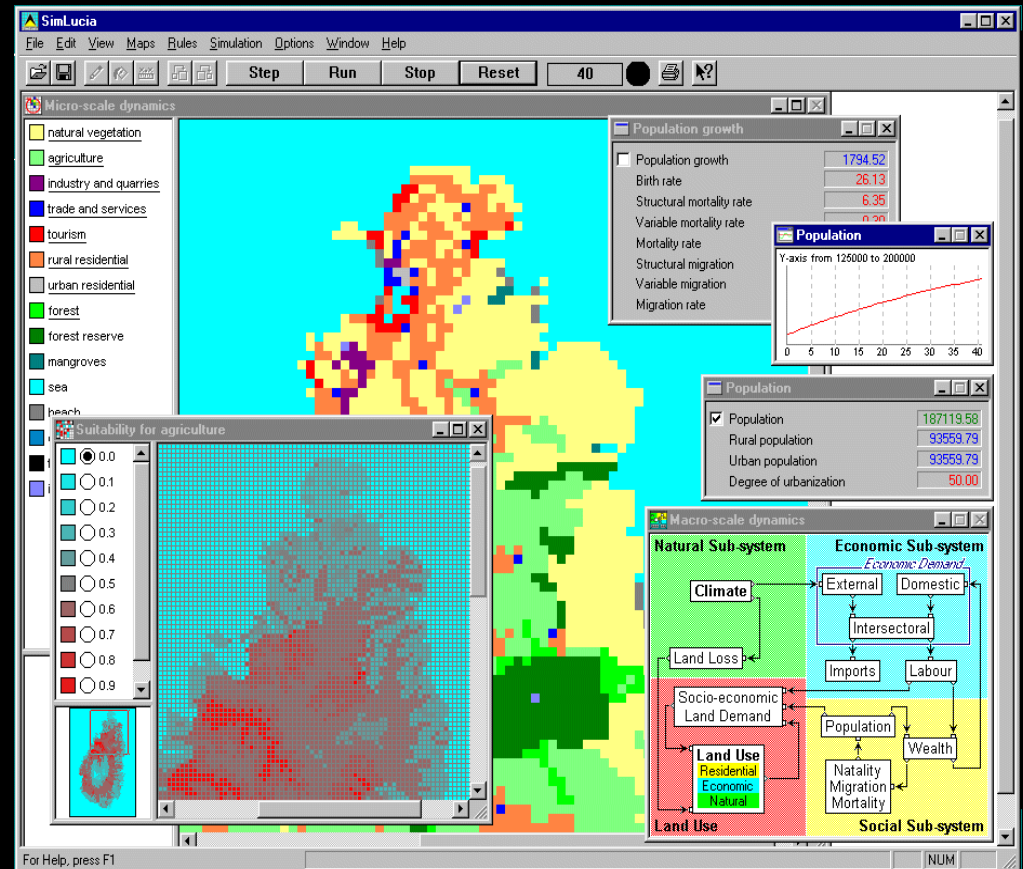 SimLucia
File Edit View Maps Rules Simulation Options Window Help
Step Run Stop Reset 40
Micro-scale dynamics
natural vegetation
agriculture
industry and quarries
trade and services
tourism
rural residential
urban residential
forest
forest reserve
mangroves
sea
beach
Population growth
Population growth 1794.52
Birth rate 26.13
Structural mortality rate 6.35
Variable mortality rate
Mortality rate
Structural migration
Variable migration
Migration rate
Population
Y-axis from 125000 to 200000
0 5 10 15 20 25 30 35 40
Population
Population 187119.58
Rural population 93559.79
Urban population 93559.79
Degree of urbanization 50.00
Suitability for agriculture
0.0
0.1
0.2
0.3
0.4
0.5
0.6
0.7
0.8
0.9
Macro-scale dynamics
Natural Sub-system
Economic Sub-system
Economic Demand
Climate
External Domestic
Intersectoral
Land Loss
Imports Labour
Socio-economic
Land Demand
Population
Wealth
Land Use
Residential
Economic
Natural
Natality
Migration
Mortality
Land Use
Social Sub-system
For Help, press F1
NUM